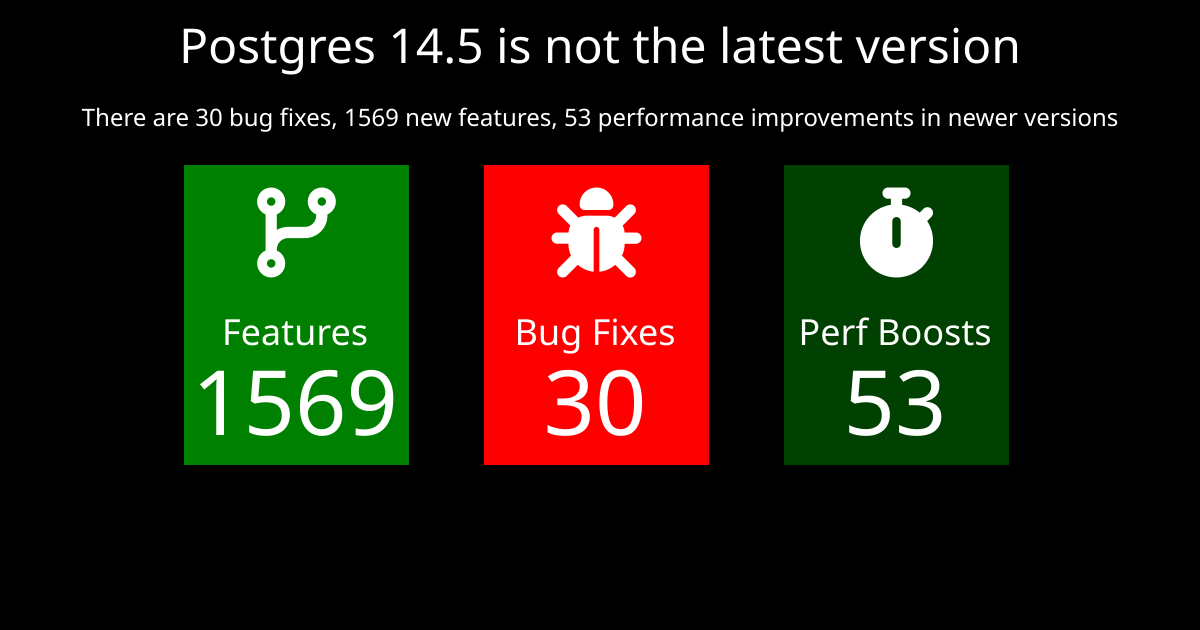 Postgres 14.5 is not the latest version
There are 30 bug fixes, 1569 new features, 53 performance improvements in newer versions
Features
1569
Bug Fixes
30
Perf Boosts
53